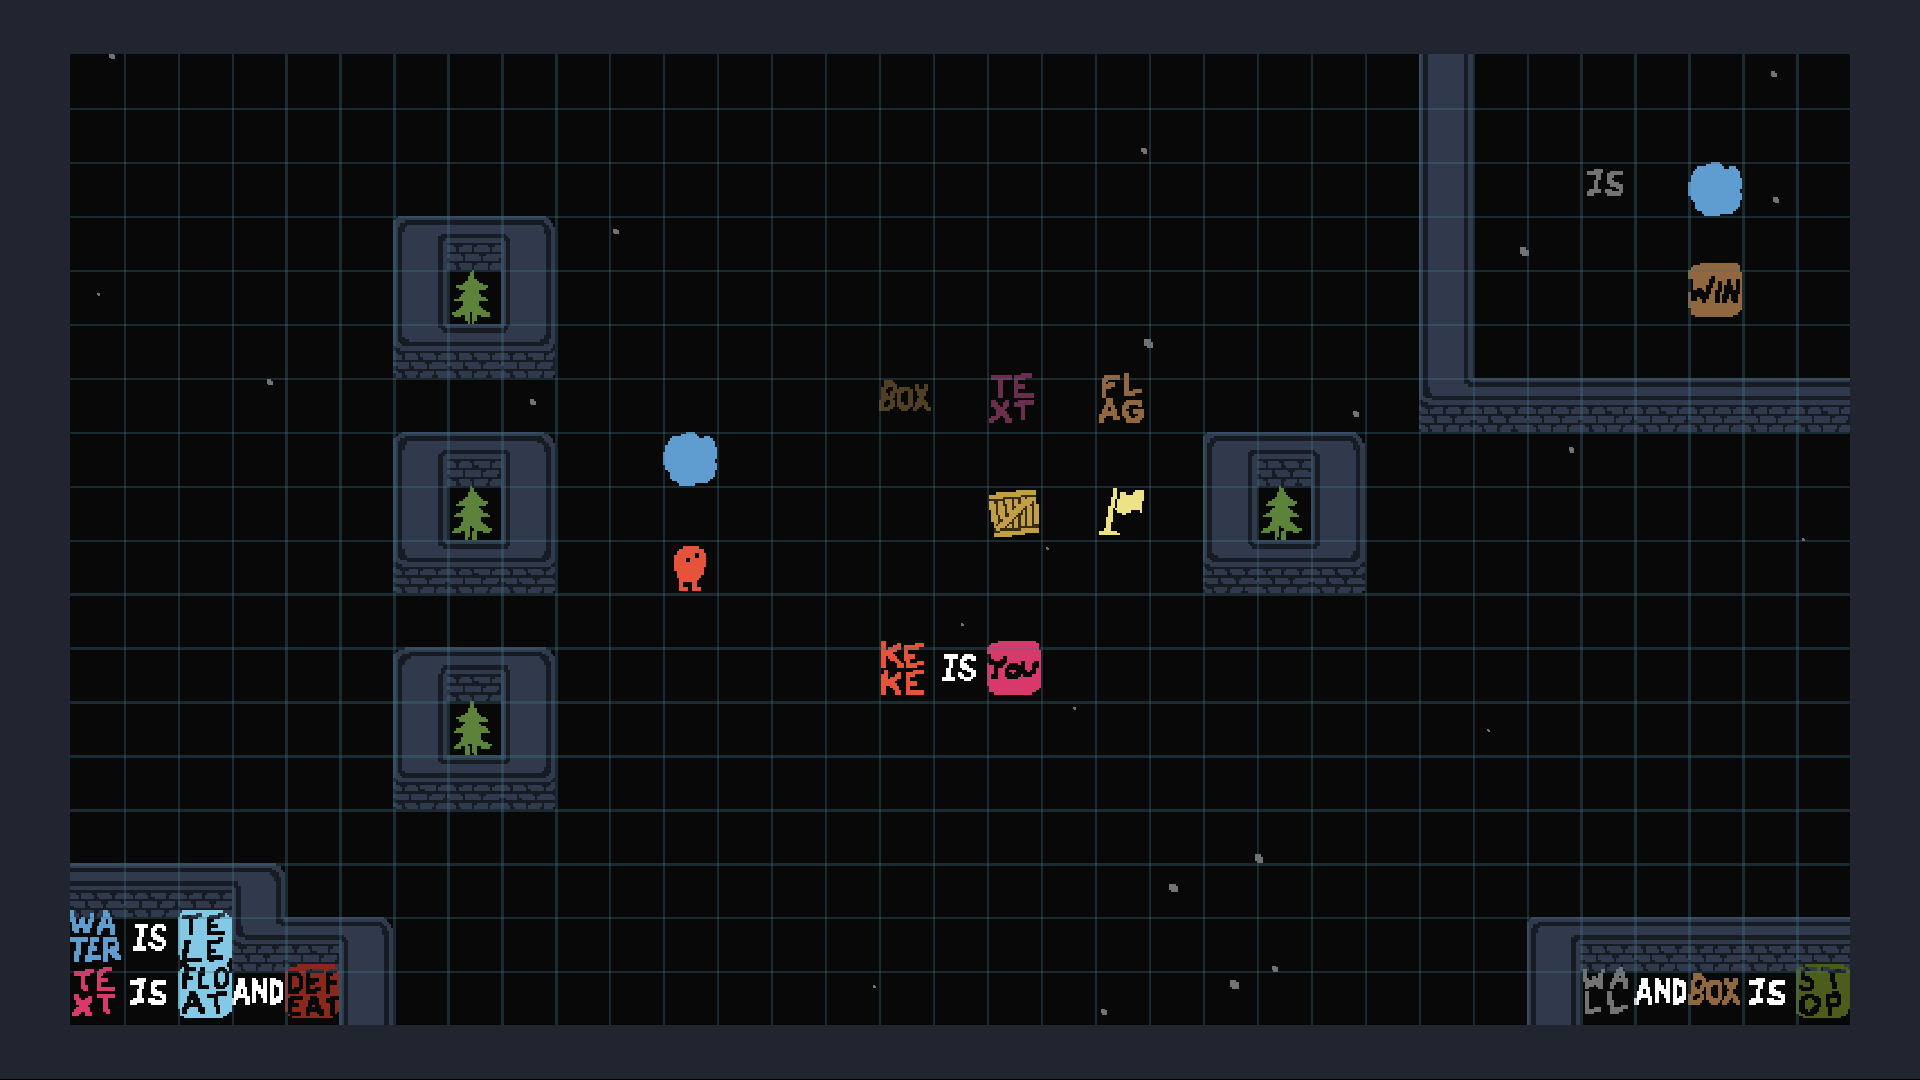 IS
WIN
BOX TEXT FLAG
KEKE IS YOU
WATER IS TELE
TEXT IS FLOAT AND DEFEAT
WALL AND BOX IS STOP